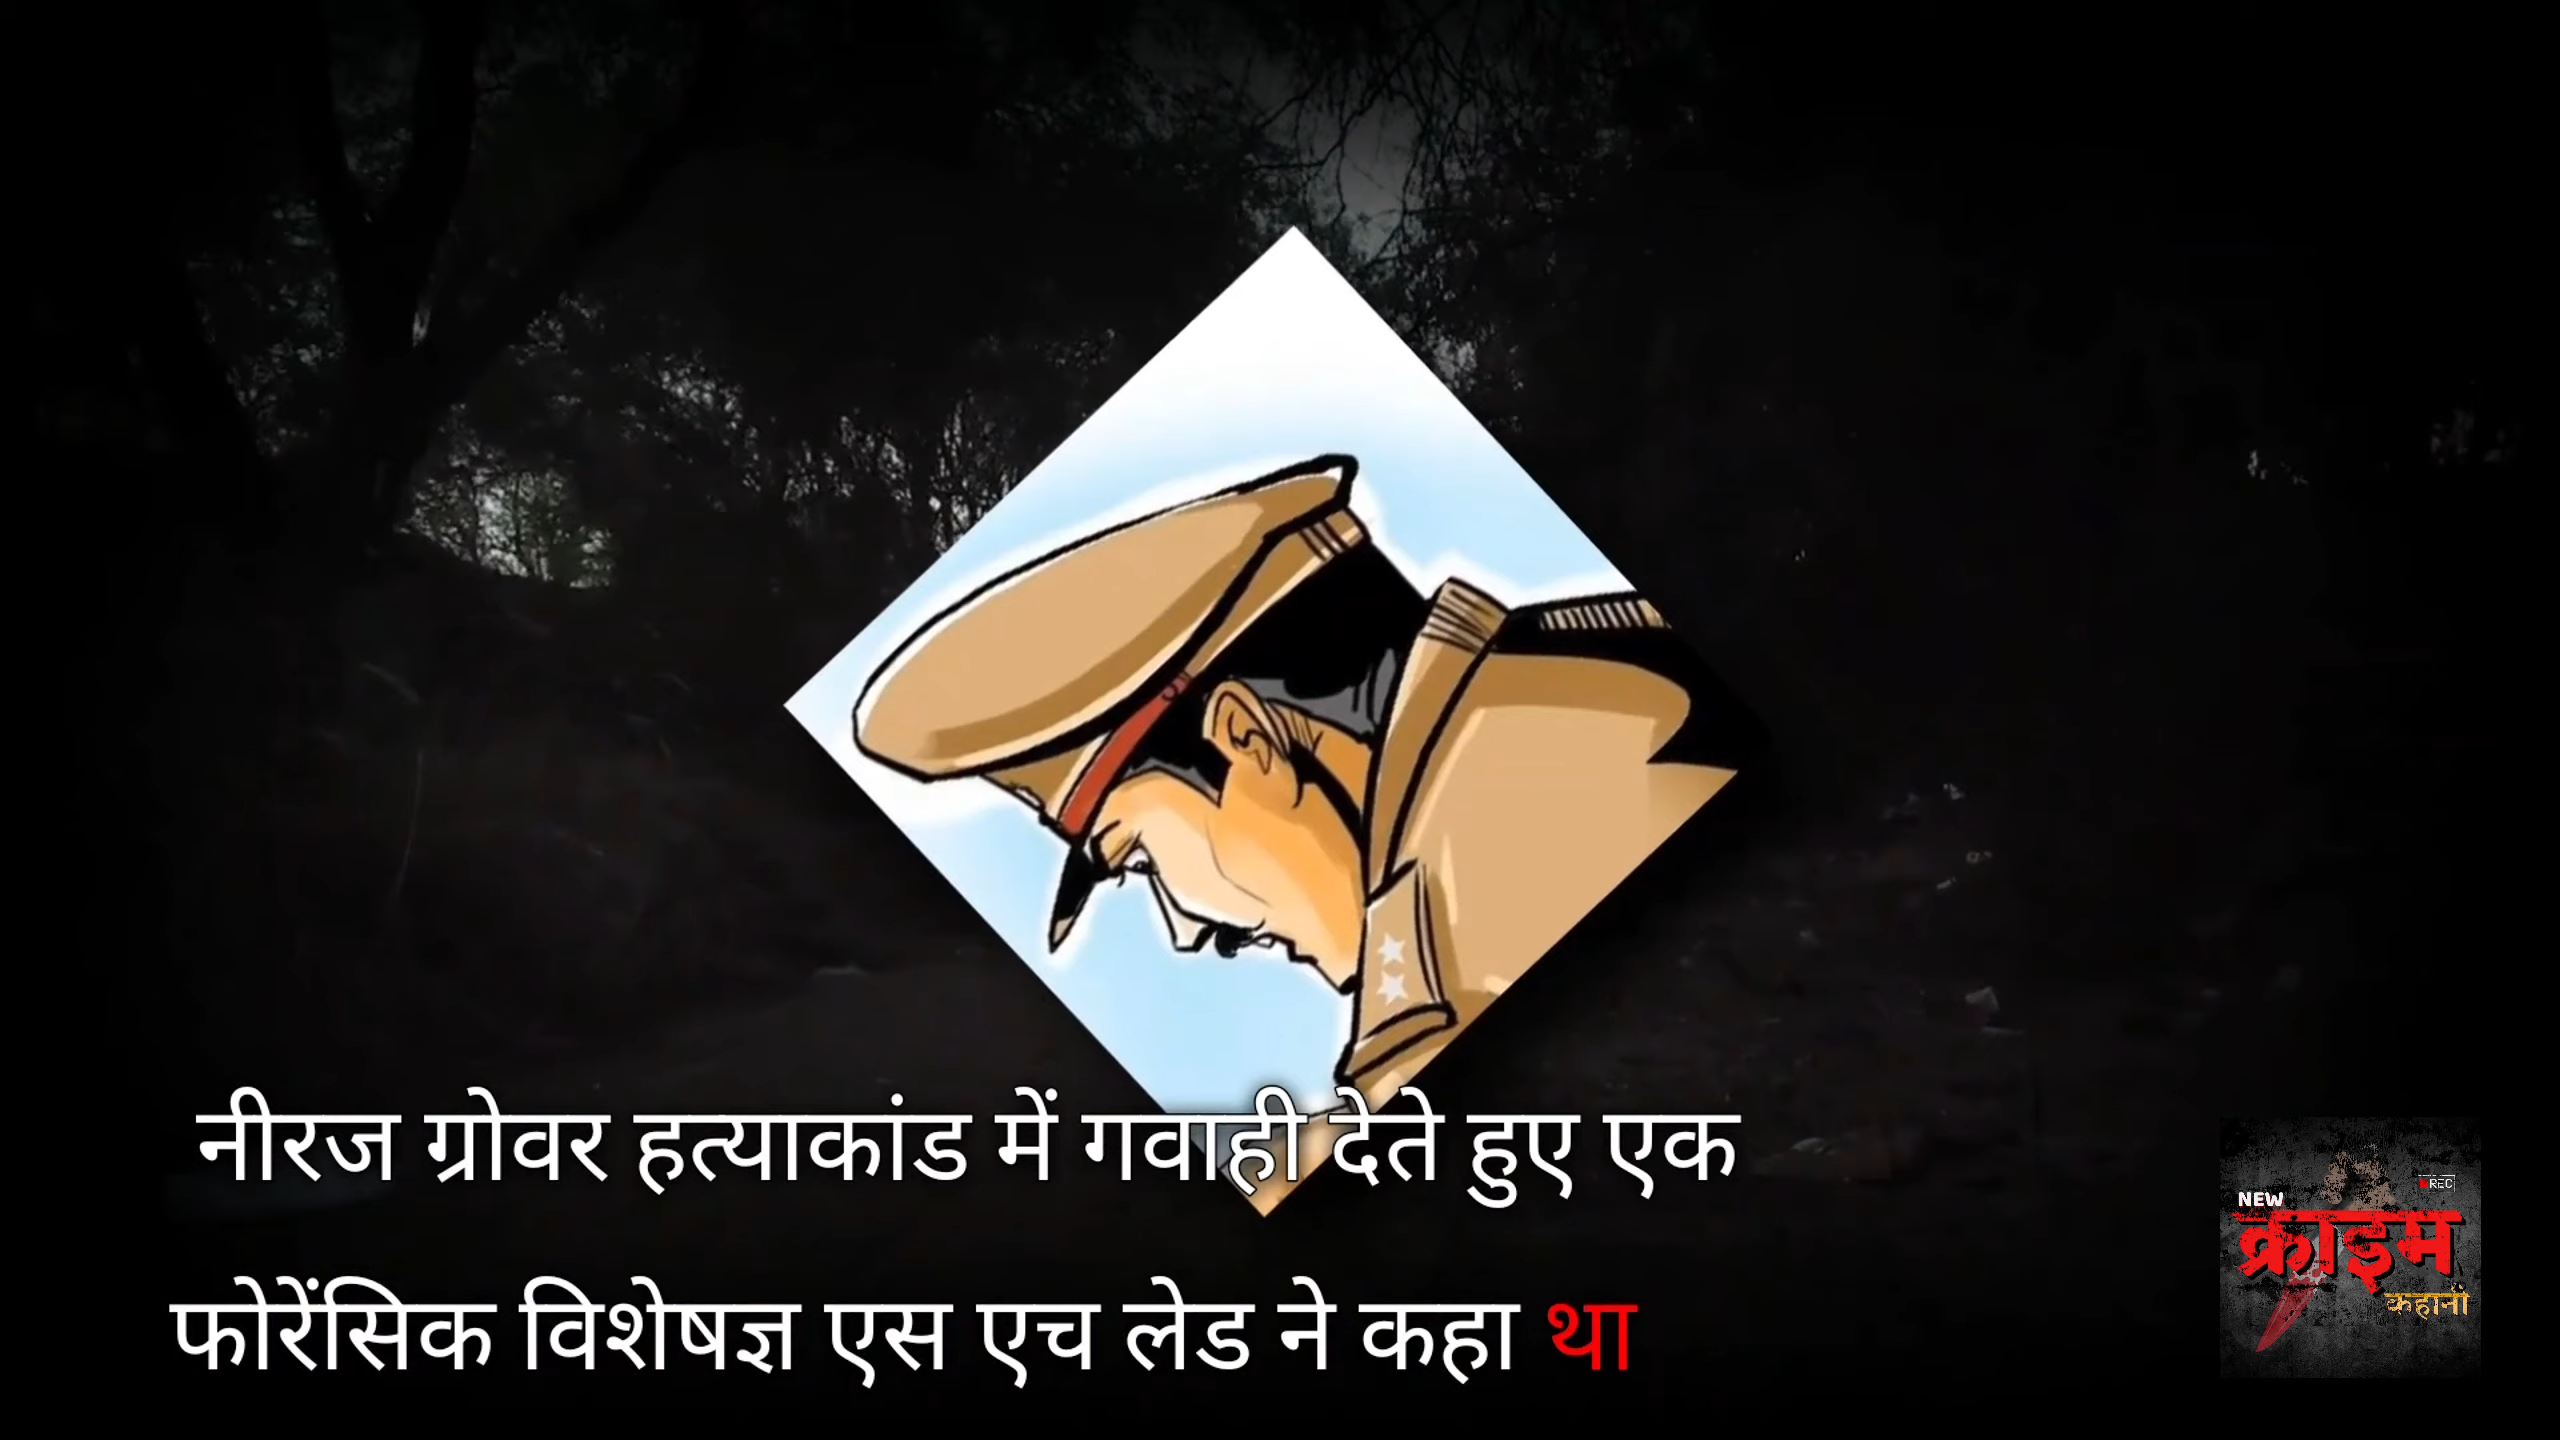 नीरज ग्रोवर हत्याकांड में गवाही देते हुए एक
फोरेंसिक विशेषज्ञ एस एच लेड ने कहा था
REC
NEW
क्राइम
कहानी